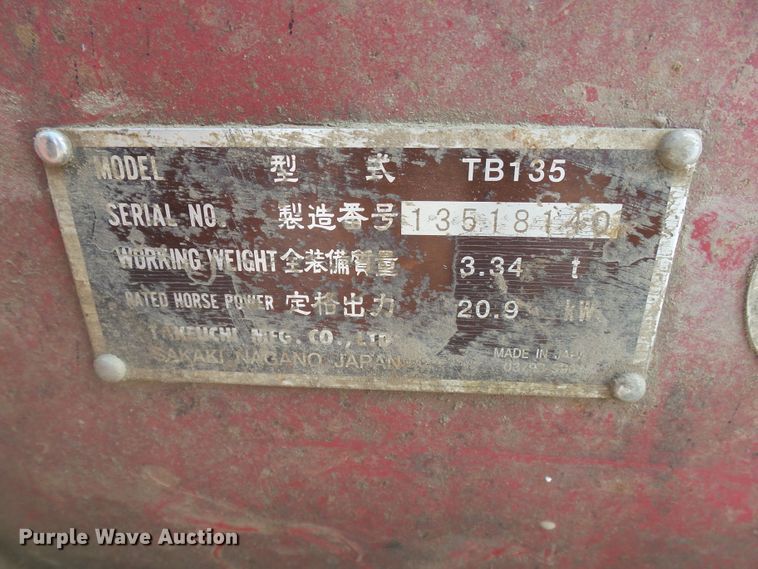 MODEL 型式 TB135
SERIAL NO. 製造番号 13518140
WORKING WEIGHT 全装備質量 3.34 t
RATED HORSE POWER 定格出力 20.9 kW
TAKEUCHI MFG. CO., LTD.
SAKAKI, NAGANO, JAPAN
MADE IN JAPAN
Purple Wave Auction